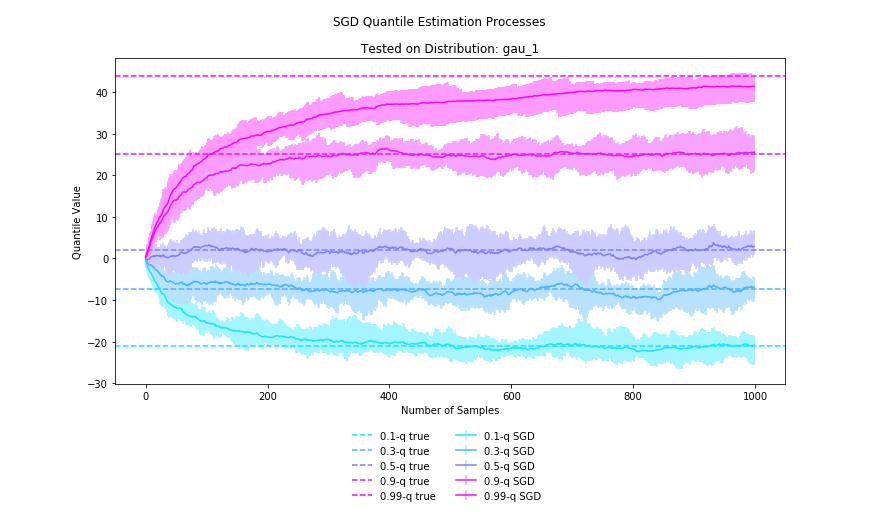 SGD Quantile Estimation Processes
Tested on Distribution: gau_1
Quantile Value
40
30
20
10
0
−10
−20
−30
0 200 400 600 800 1000
Number of Samples
0.1-q true 0.1-q SGD
0.3-q true 0.3-q SGD
0.5-q true 0.5-q SGD
0.9-q true 0.9-q SGD
0.99-q true 0.99-q SGD